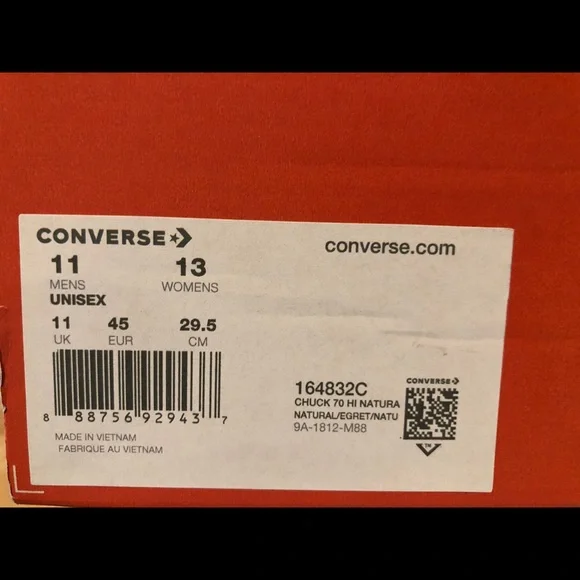 CONVERSE
converse.com
11 13
MENS WOMENS
UNISEX
11 45 29.5
UK EUR CM
8 88756 92943 7
MADE IN VIETNAM
FABRIQUE AU VIETNAM
164832C
CHUCK 70 HI NATURA
NATURAL/EGRET/NATU
9A-1812-M88
CONVERSE
TM